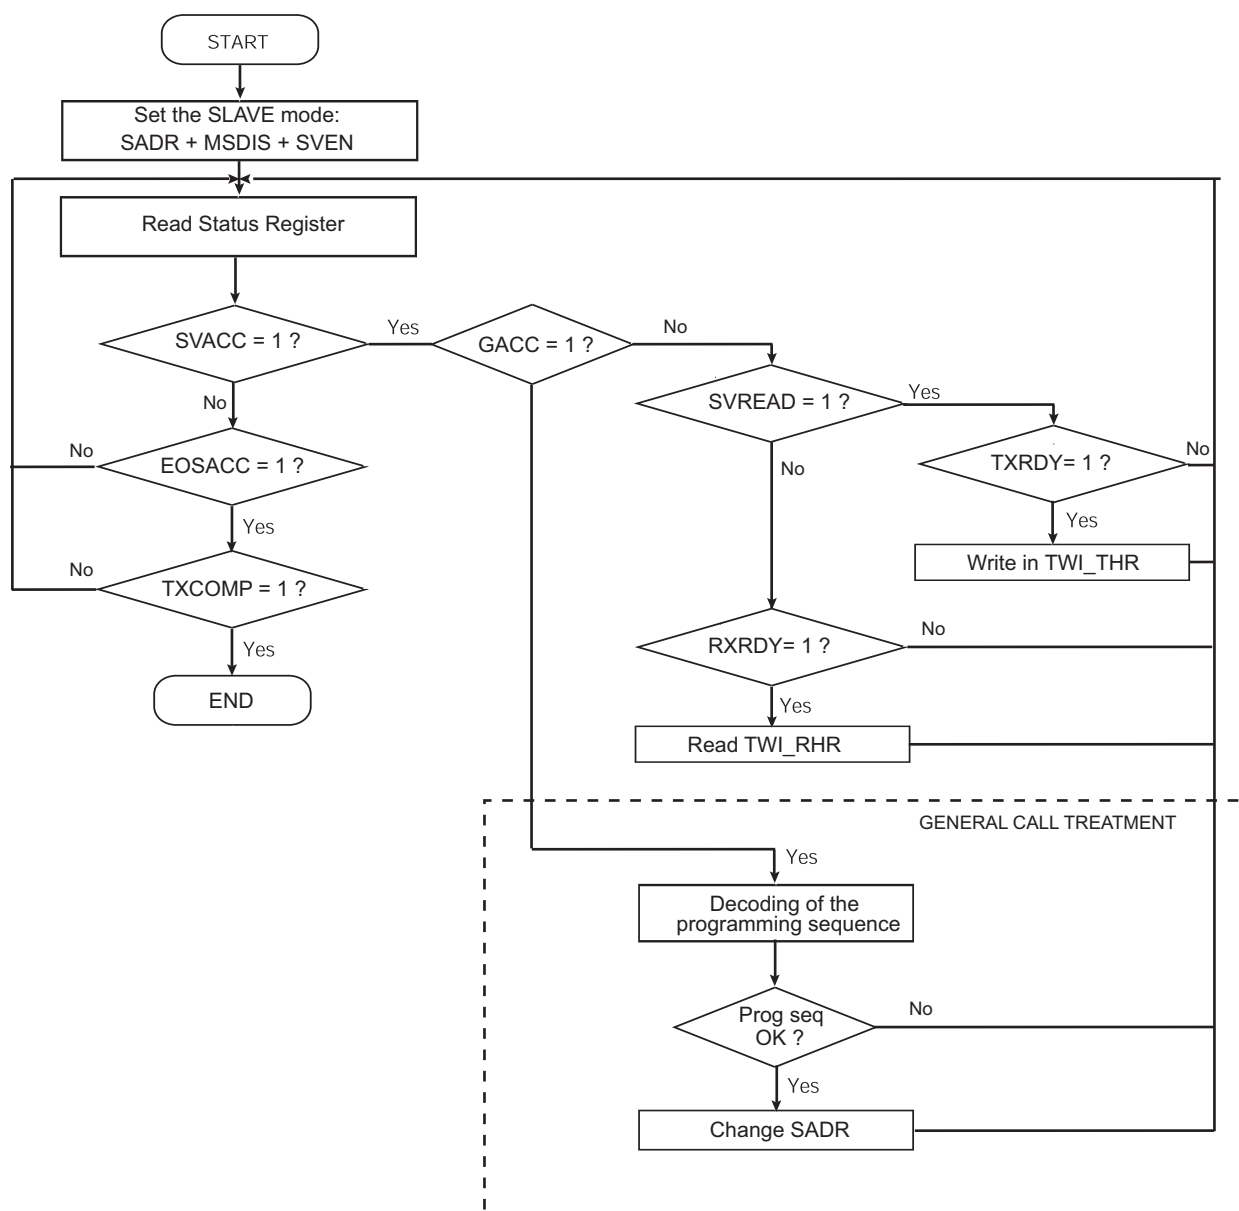 START
Set the SLAVE mode:
SADR + MSDIS + SVEN
Read Status Register
SVACC = 1 ?
Yes
GACC = 1 ?
No
SVREAD = 1 ?
Yes
No
No
EOSACC = 1 ?
No
TXRDY= 1 ?
No
Yes
Yes
Write in TWI_THR
No
TXCOMP = 1 ?
RXRDY= 1 ?
No
Yes
END
Yes
Read TWI_RHR
GENERAL CALL TREATMENT
Yes
Decoding of the
programming sequence
Prog seq
OK ?
No
Yes
Change SADR